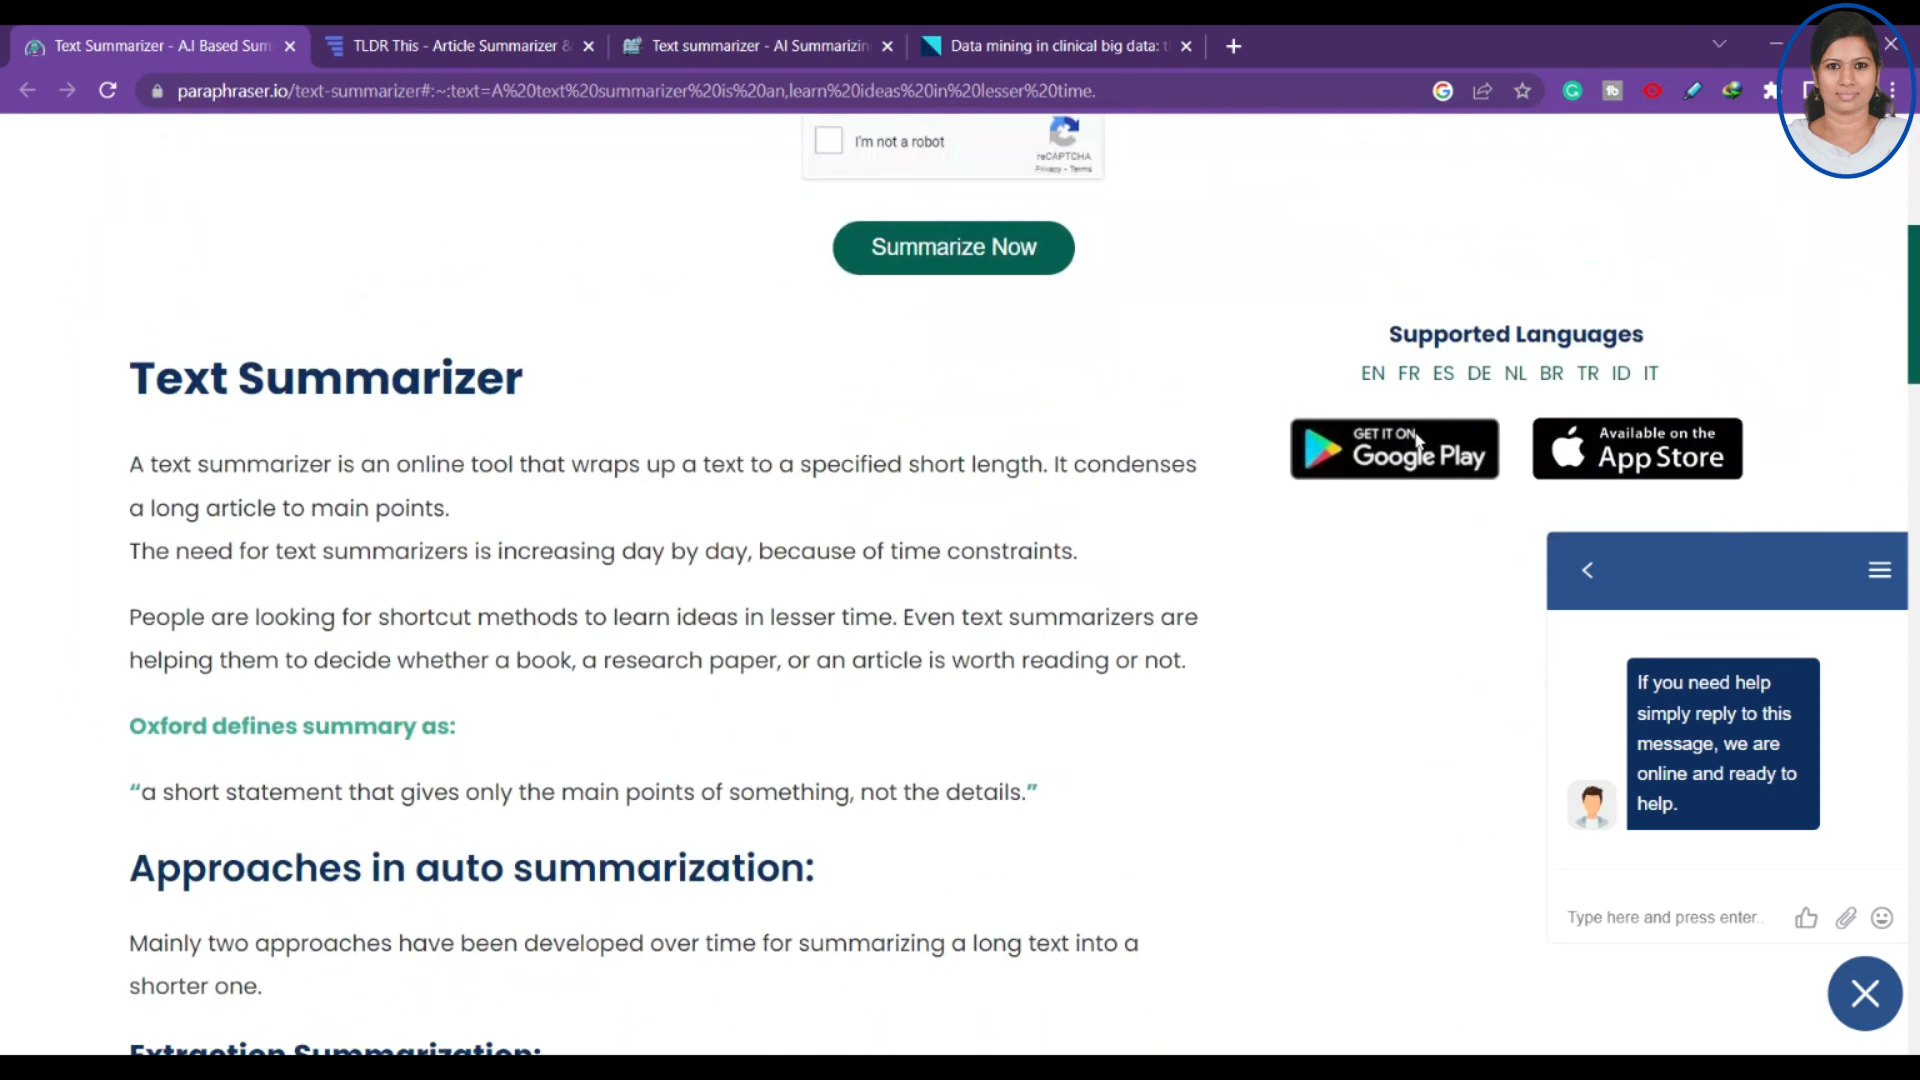 Text Summarizer - A.I Based Sum
TLDR This - Article Summarizer &
Text summarizer - AI Summarizin
Data mining in clinical big data: t
paraphraser.io/text-summarizer#:~:text=A%20text%20summarizer%20is%20an,learn%20ideas%20in%20lesser%20time.
I'm not a robot
reCAPTCHA
Privacy - Terms
Summarize Now
Supported Languages
EN FR ES DE NL BR TR ID IT
GET IT ON
Google Play
Available on the
App Store
Text Summarizer
A text summarizer is an online tool that wraps up a text to a specified short length. It condenses
a long article to main points.
The need for text summarizers is increasing day by day, because of time constraints.
People are looking for shortcut methods to learn ideas in lesser time. Even text summarizers are
helping them to decide whether a book, a research paper, or an article is worth reading or not.
Oxford defines summary as:
“a short statement that gives only the main points of something, not the details.”
Approaches in auto summarization:
Mainly two approaches have been developed over time for summarizing a long text into a
shorter one.
Extraction Summarization:
If you need help
simply reply to this
message, we are
online and ready to
help.
Type here and press enter..